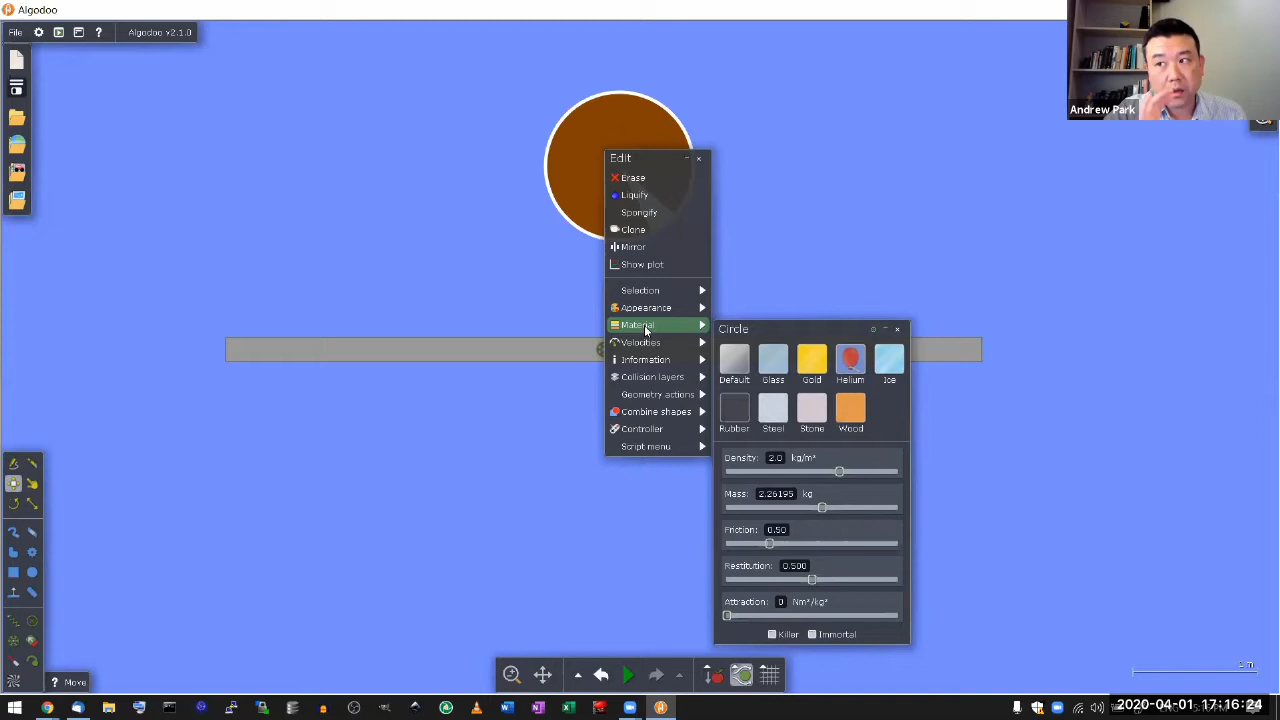 Algodoo
File
?
Algodoo v2.1.0
Andrew Park
Edit
Erase
Liquify
Spongify
Clone
Mirror
Show plot
Selection
Appearance
Material
Velocities
Information
Collision layers
Geometry actions
Combine shapes
Controller
Script menu
Circle
Default Glass Gold Helium Ice
Rubber Steel Stone Wood
Density: 2.0 kg/m²
Mass: 2.26195 kg
Friction: 0.50
Restitution: 0.500
Attraction: 0 Nm²/kg²
Killer Immortal
? Move
1 m
2020-04-01 17:16:24